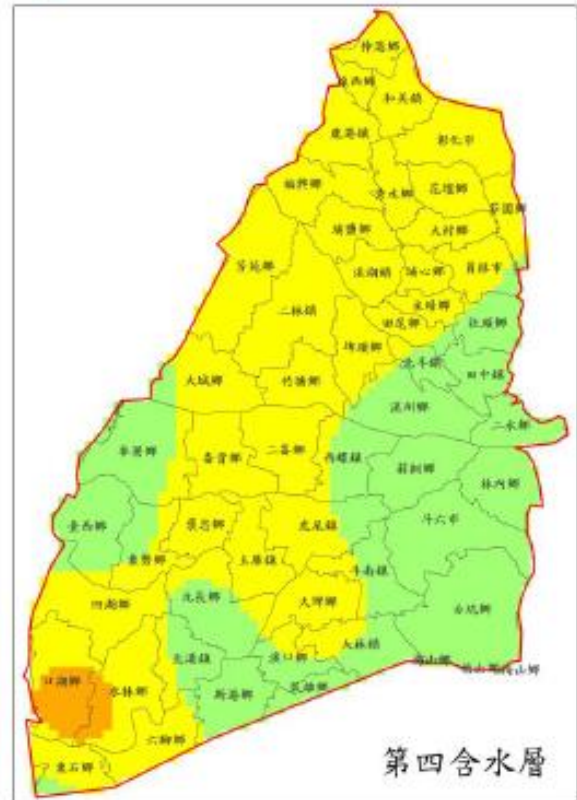 伸港鄉
線西鄉
和美鎮
鹿港鎮
彰化市
福興鄉
秀水鄉
花壇鄉
芬園鄉
埔鹽鄉
大村鄉
芳苑鄉
溪湖鎮
埔心鄉
員林市
二林鎮
永靖鄉
田尾鄉
社頭鄉
埤頭鄉
北斗鎮
田中鎮
大城鄉
竹塘鄉
溪州鄉
二水鄉
麥寮鄉
崙背鄉
二崙鄉
西螺鎮
莿桐鄉
林內鄉
臺西鄉
褒忠鄉
虎尾鎮
斗六市
東勢鄉
土庫鎮
斗南鎮
四湖鄉
元長鄉
大埤鄉
古坑鄉
北港鎮
溪口鄉
大林鎮
梅山鄉
口湖鄉
水林鄉
新港鄉
民雄鄉
六腳鄉
東石鄉
第四含水層